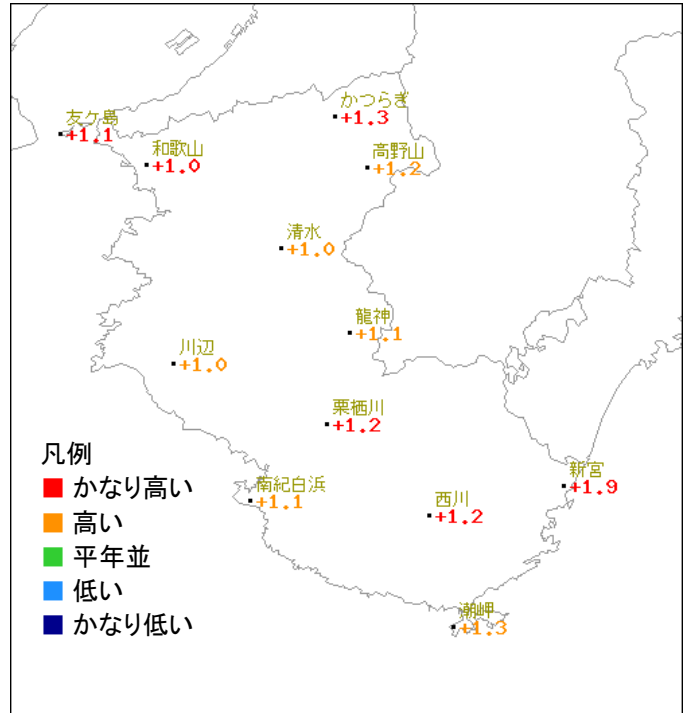 かつらぎ
+1.3
友ケ島
+1.1
和歌山
+1.0
高野山
+1.2
清水
+1.0
龍神
+1.1
川辺
+1.0
栗栖川
+1.2
新宮
+1.9
南紀白浜
+1.1
西川
+1.2
潮岬
+1.3
凡例
かなり高い
高い
平年並
低い
かなり低い